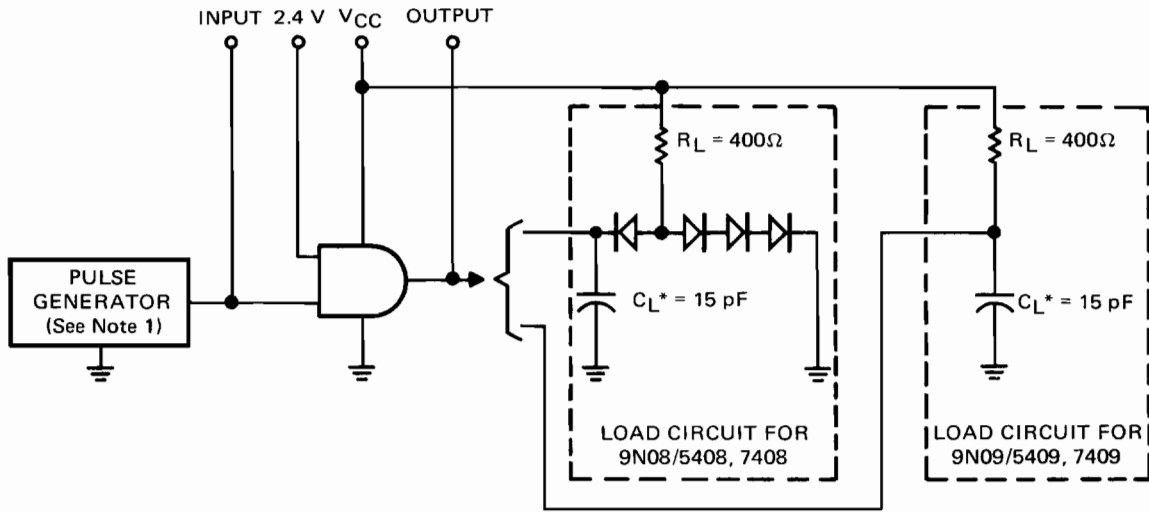 INPUT 2.4 V VCC OUTPUT
RL = 400Ω
RL = 400Ω
PULSE
GENERATOR
(See Note 1)
CL* = 15 pF
CL* = 15 pF
LOAD CIRCUIT FOR
9N08/5408, 7408
LOAD CIRCUIT FOR
9N09/5409, 7409